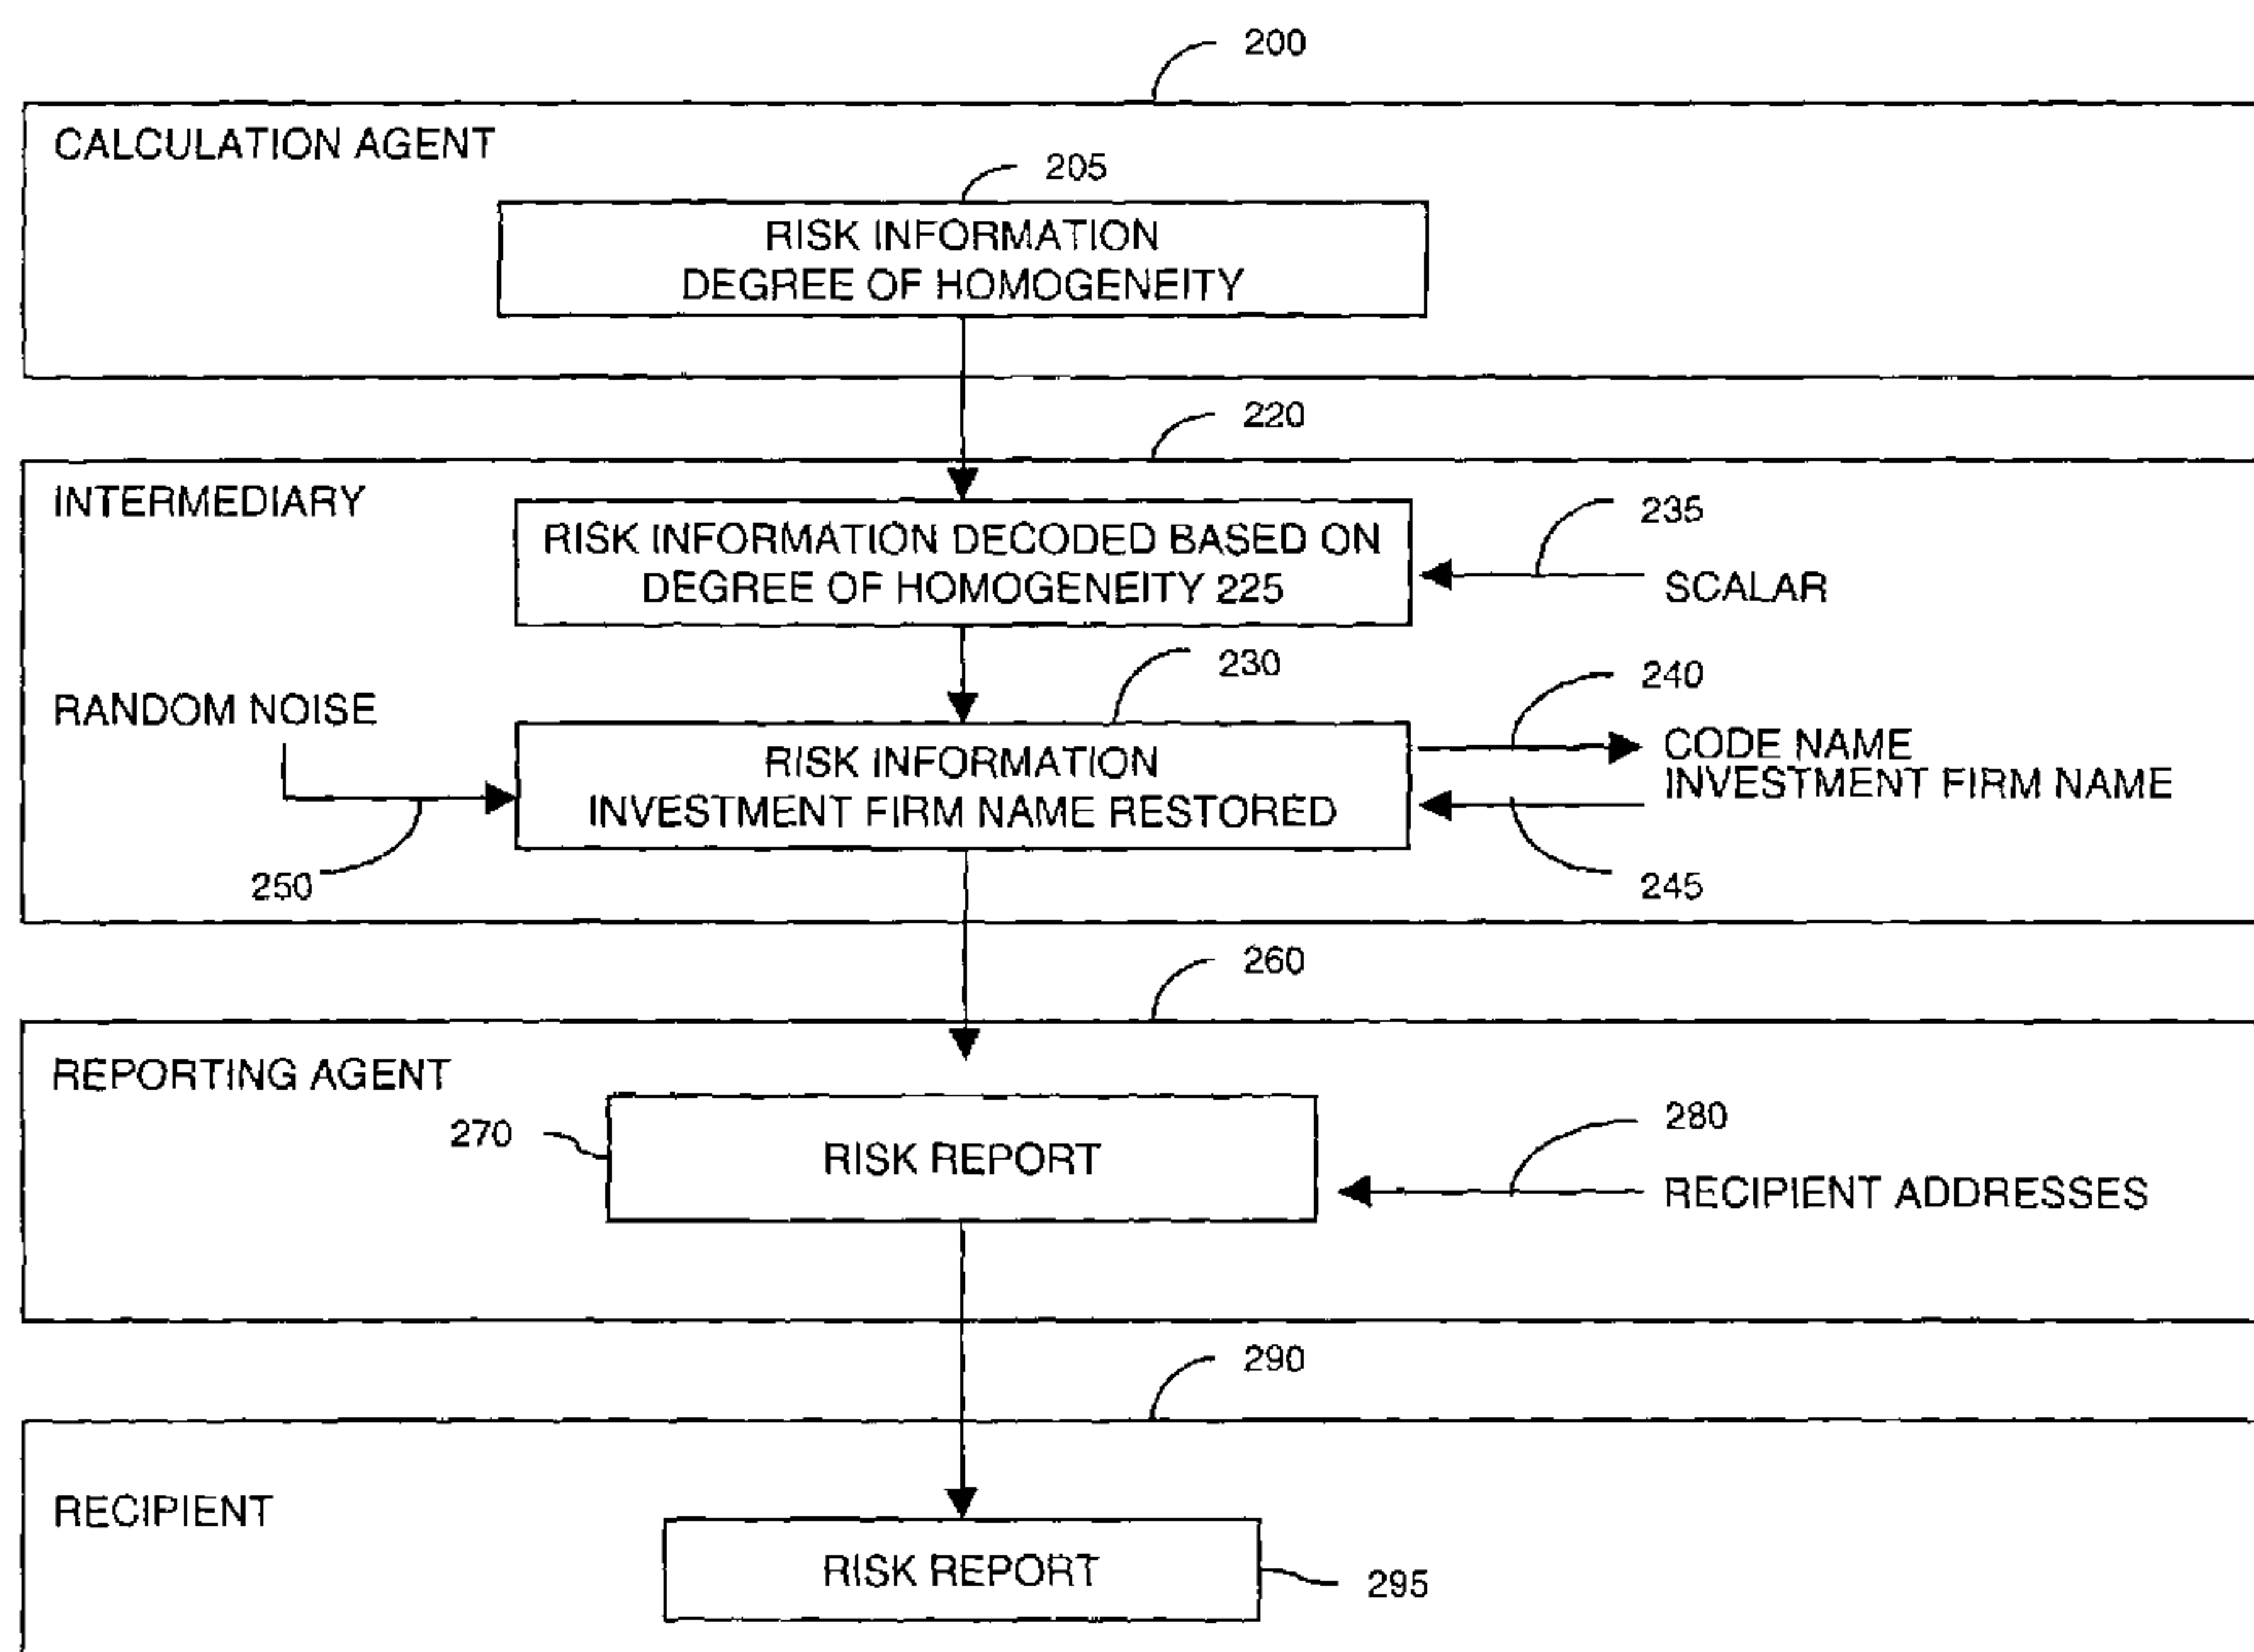 200
CALCULATION AGENT
205
RISK INFORMATION
DEGREE OF HOMOGENEITY
220
INTERMEDIARY
RISK INFORMATION DECODED BASED ON
DEGREE OF HOMOGENEITY 225
235
SCALAR
230
240
RANDOM NOISE
RISK INFORMATION
INVESTMENT FIRM NAME RESTORED
CODE NAME
INVESTMENT FIRM NAME
250
245
260
REPORTING AGENT
270
RISK REPORT
280
RECIPIENT ADDRESSES
290
RECIPIENT
RISK REPORT
295